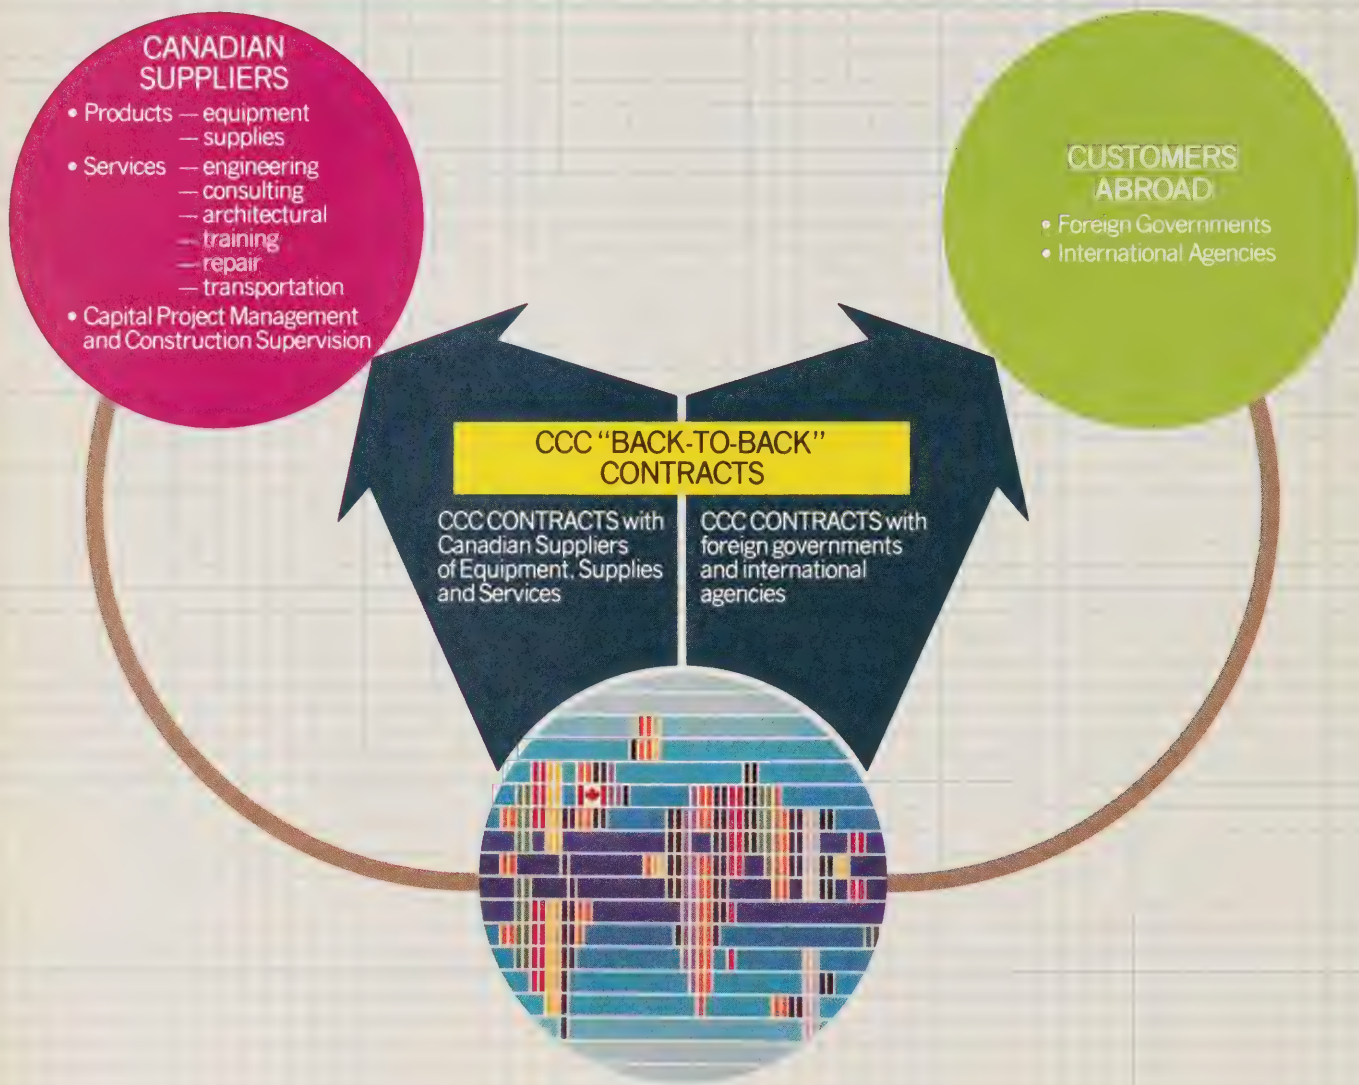 CANADIAN
SUPPLIERS
• Products — equipment
— supplies
• Services — engineering
— consulting
— architectural
— training
— repair
— transportation
• Capital Project Management
and Construction Supervision
CUSTOMERS
ABROAD
• Foreign Governments
• International Agencies
CCC “BACK-TO-BACK”
CONTRACTS
CCC CONTRACTS with
Canadian Suppliers
of Equipment, Supplies
and Services
CCC CONTRACTS with
foreign governments
and international
agencies